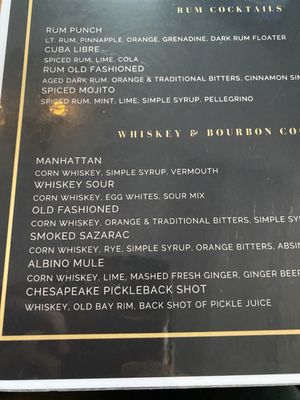 RUM COCKTAILS
RUM PUNCH
LT. RUM, PINNAPPLE, ORANGE, GRENADINE, DARK RUM FLOATER
CUBA LIBRE
SPICED RUM, LIME, COLA
RUM OLD FASHIONED
AGED DARK RUM, ORANGE & TRADITIONAL BITTERS, CINNAMON
SPICED MOJITO
SPICED RUM, MINT, LIME, SIMPLE SYRUP, PELLEGRINO
WHISKEY & BOURBON
MANHATTAN
CORN WHISKEY, SIMPLE SYRUP, VERMOUTH
WHISKEY SOUR
CORN WHISKEY, EGG WHITES, SOUR MIX
OLD FASHIONED
CORN WHISKEY, ORANGE & TRADITIONAL BITTERS, SIMPLE
SMOKED SAZARAC
CORN WHISKEY, RYE, SIMPLE SYRUP, ORANGE BITTERS,
ALBINO MULE
CORN WHISKEY, LIME, MASHED FRESH GINGER, GINGER BEER
CHESAPEAKE PICKLEBACK SHOT
WHISKEY, OLD BAY RIM, BACK SHOT OF PICKLE JUICE